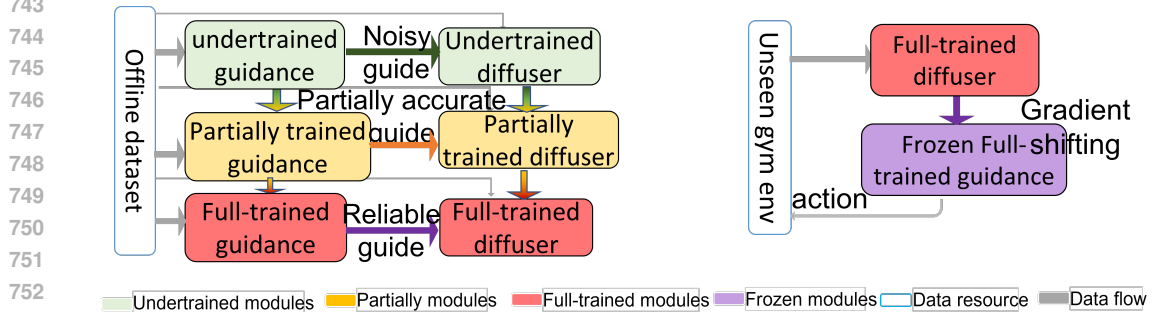 743
744
745
746
747
748
749
750
751
752
Offline dataset
undertrained
guidance
Noisy
guide
Undertrained
diffuser
Partially accurate
guide
Partially trained
guidance
Partially
trained diffuser
Full-trained
guidance
Reliable
guide
Full-trained
diffuser
Unseen gym env
Full-trained
diffuser
Gradient
shifting
Frozen Full-
trained guidance
action
Undertrained modules
Partially modules
Full-trained modules
Frozen modules
Data resource
Data flow